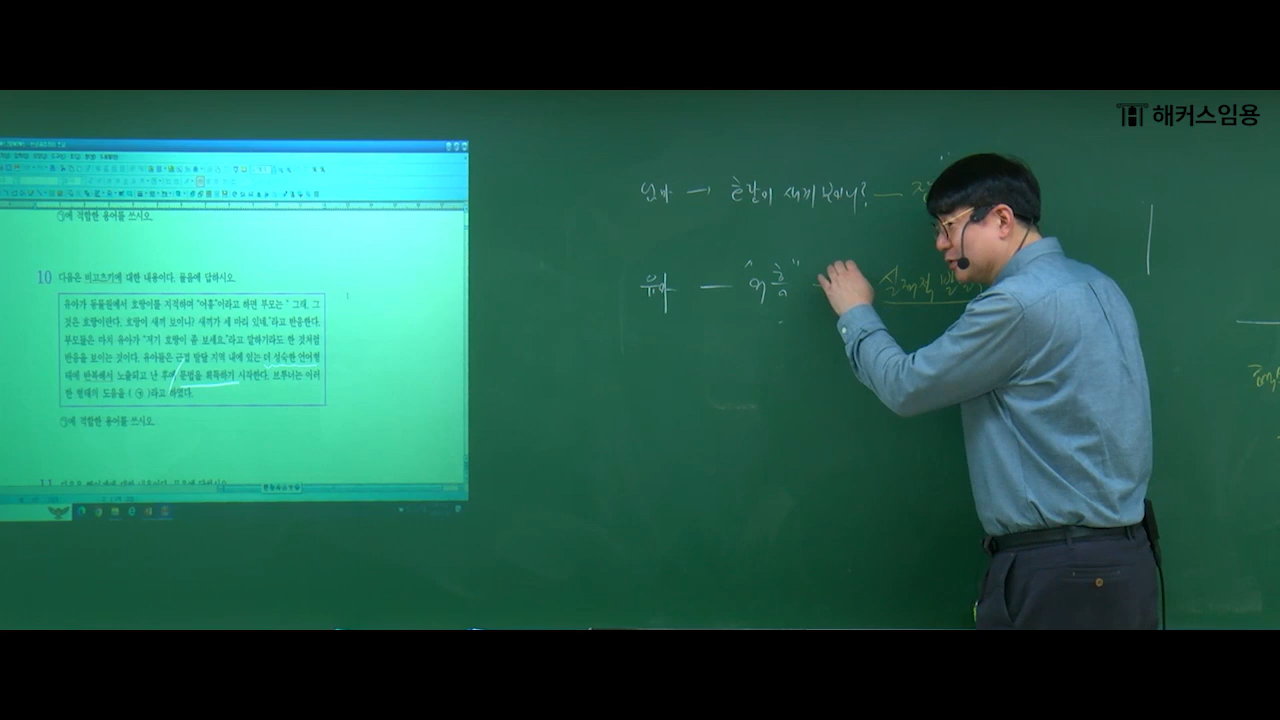 해커스임용
㉠에 적합한 용어를 쓰시오.
10 다음은 비고츠키에 대한 내용이다. 물음에 답하시오.
유아가 동물원에서 호랑이를 지적하며 "어흥"이라고 하면 부모는 " 그래, 그
것은 호랑이란다. 호랑이 새끼 보이니? 새끼가 세 마리 있네."라고 반응한다.
부모들은 마치 유아가 "저기 호랑이 좀 보세요."라고 말하기라도 한 것처럼
반응을 보이는 것이다. 유아들은 근접 발달 지역 내에 있는 더 성숙한 언어형
태에 반복해서 노출되고 난 후에 문법을 획득하기 시작한다. 브루너는 이러
한 형태의 도움을 ( ㉠ )라고 하였다.
㉠에 적합한 용어를 쓰시오.
엄마 → 호랑이 새끼 보이니? —
유아 — "어흥" — 실제적 발